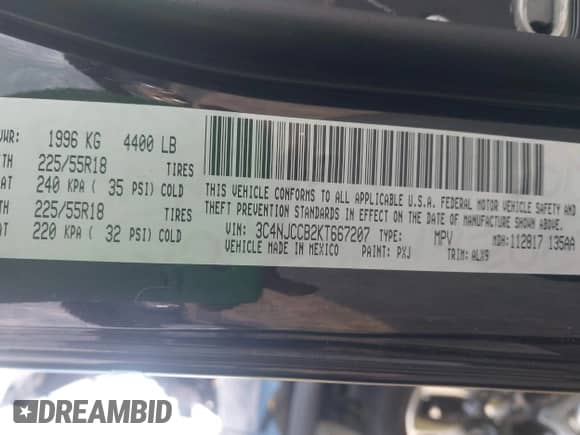 VWR: 1996 KG 4400 LB
TH 225/55R18 TIRES
AT 240 KPA ( 35 PSI) COLD
TH 225/55R18 TIRES
AT 220 KPA ( 32 PSI) COLD
THIS VEHICLE CONFORMS TO ALL APPLICABLE U.S.A. FEDERAL MOTOR VEHICLE SAFETY AND
THEFT PREVENTION STANDARDS IN EFFECT ON THE DATE OF MANUFACTURE SHOWN ABOVE.
VIN: 3C4NJCCB2KT667207 TYPE: MPV MDH: 112817 135AA
VEHICLE MADE IN MEXICO PAINT: PXJ TRIM: ALX9
DREAMBID